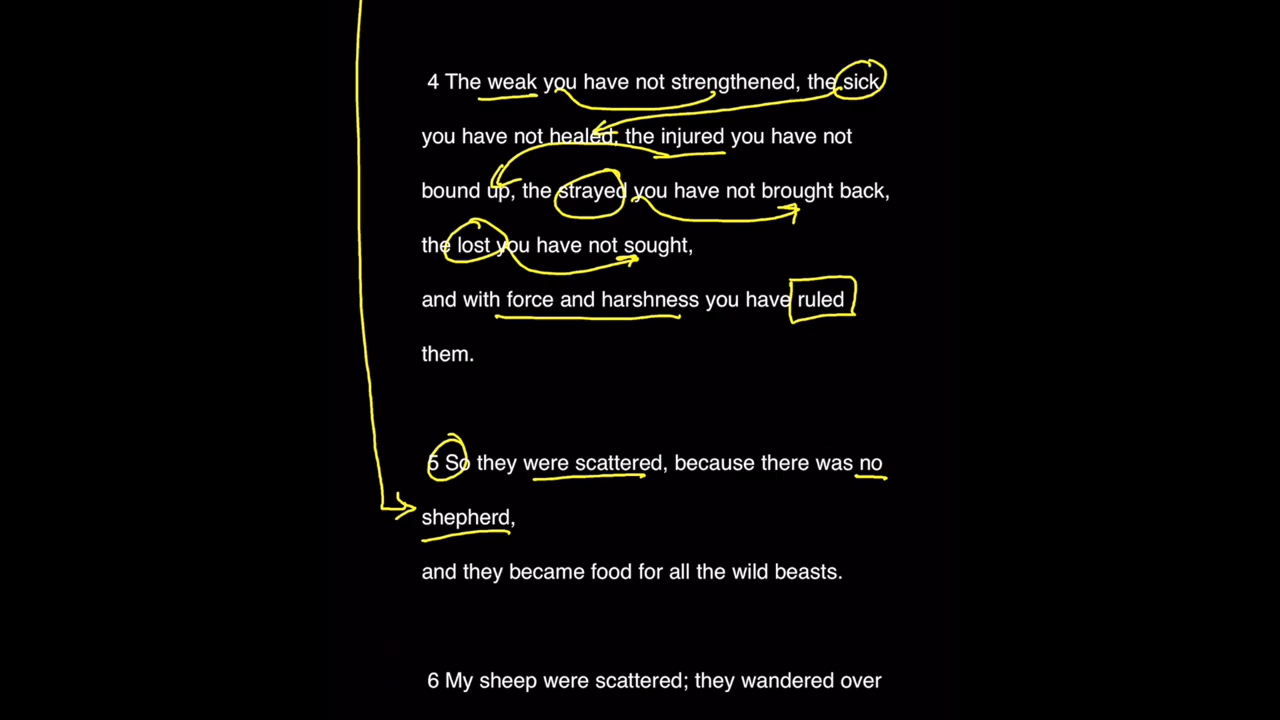 4 The weak you have not strengthened, the sick
you have not healed, the injured you have not
bound up, the strayed you have not brought back,
the lost you have not sought,
and with force and harshness you have ruled
them.
5 So they were scattered, because there was no
shepherd,
and they became food for all the wild beasts.
6 My sheep were scattered; they wandered over